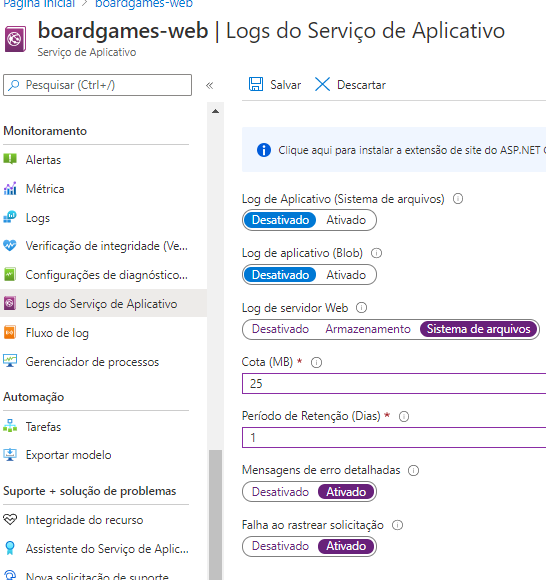 Página inicial > boardgames-web
boardgames-web | Logs do Serviço de Aplicativo
Serviço de Aplicativo
Pesquisar (Ctrl+/)
«
Salvar
Descartar
Clique aqui para instalar a extensão de site do ASP.NET
Monitoramento
Alertas
Métrica
Logs
Verificação de integridade (Ve...
Configurações de diagnóstico...
Logs do Serviço de Aplicativo
Fluxo de log
Gerenciador de processos
Automação
Tarefas
Exportar modelo
Suporte + solução de problemas
Integridade do recurso
Assistente do Serviço de Aplic...
Nova solicitação de suporte
Log de Aplicativo (Sistema de arquivos)
Desativado Ativado
Log de aplicativo (Blob)
Desativado Ativado
Log de servidor Web
Desativado Armazenamento Sistema de arquivos
Cota (MB) *
25
Período de Retenção (Dias) *
1
Mensagens de erro detalhadas
Desativado Ativado
Falha ao rastrear solicitação
Desativado Ativado